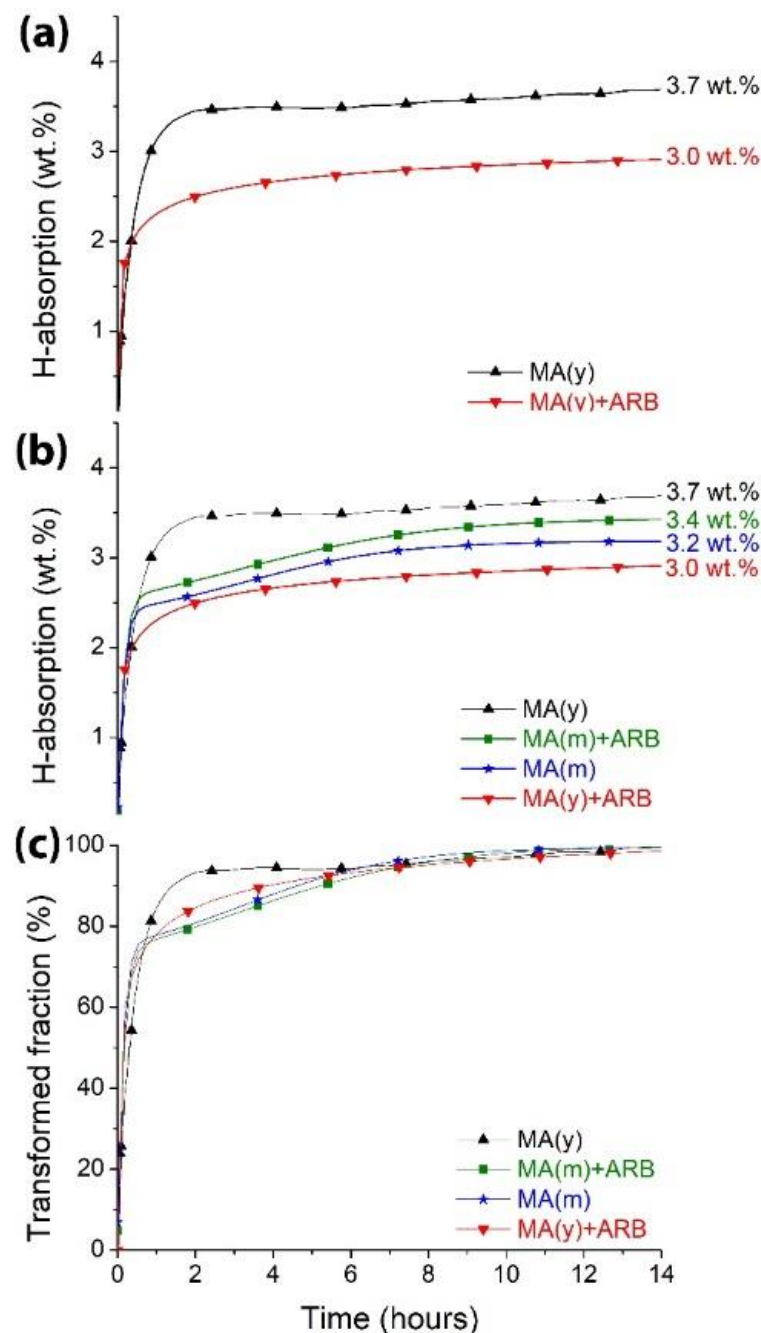 (a)
4
3
2
1
H-absorption (wt.%)
3.7 wt.%
3.0 wt.%
MA(y)
MA(y)+ARB
(b)
4
3
2
1
H-absorption (wt.%)
3.7 wt.%
3.4 wt.%
3.2 wt.%
3.0 wt.%
MA(y)
MA(m)+ARB
MA(m)
MA(y)+ARB
(c)
100
80
60
40
20
0
Transformed fraction (%)
MA(y)
MA(m)+ARB
MA(m)
MA(y)+ARB
0 2 4 6 8 10 12 14
Time (hours)